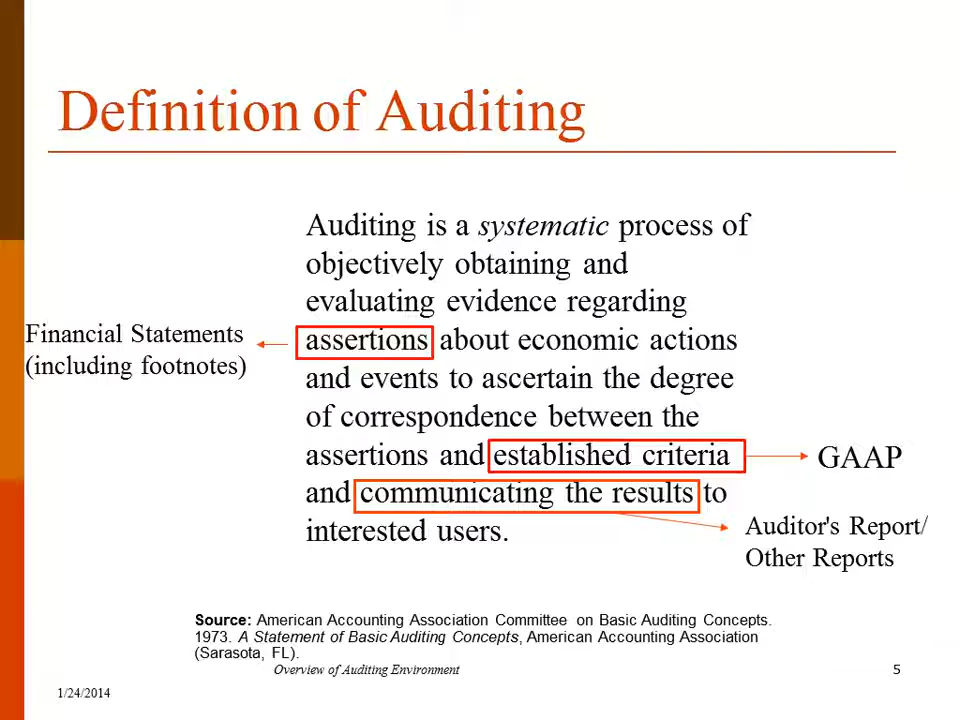 Definition of Auditing
Auditing is a systematic process of
objectively obtaining and
evaluating evidence regarding
assertions about economic actions
and events to ascertain the degree
of correspondence between the
assertions and established criteria
and communicating the results to
interested users.
Financial Statements
(including footnotes)
GAAP
Auditor's Report/
Other Reports
Source: American Accounting Association Committee on Basic Auditing Concepts.
1973. A Statement of Basic Auditing Concepts, American Accounting Association
(Sarasota, FL).
Overview of Auditing Environment
5
1/24/2014